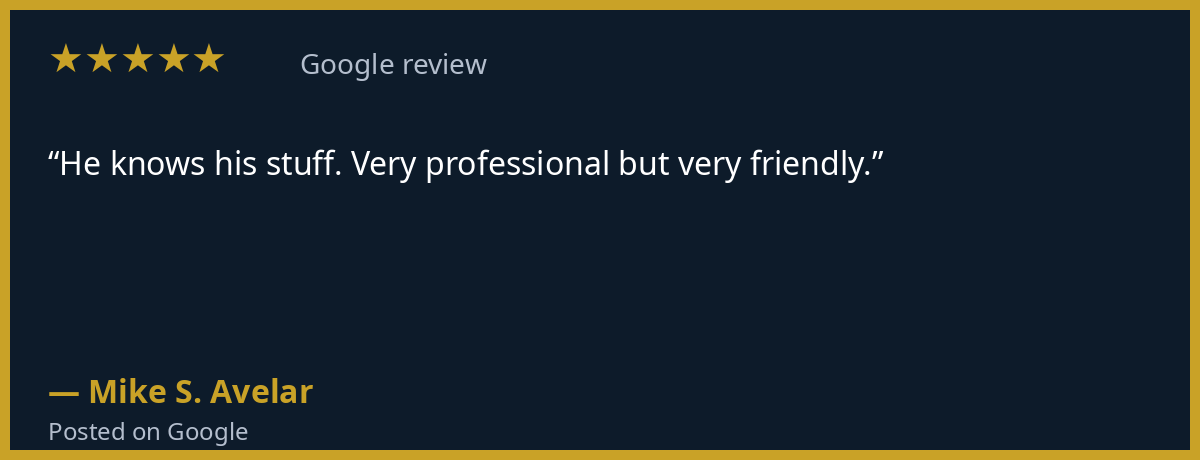 ★★★★★ Google review
“He knows his stuff. Very professional but very friendly.”
— Mike S. Avelar
Posted on Google